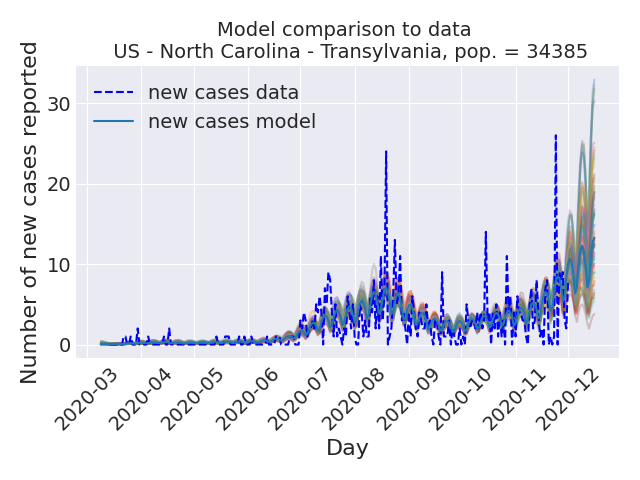 Model comparison to data
US - North Carolina - Transylvania, pop. = 34385
Number of new cases reported
30
20
10
0
new cases data
new cases model
2020-03
2020-04
2020-05
2020-06
2020-07
2020-08
2020-09
2020-10
2020-11
2020-12
Day